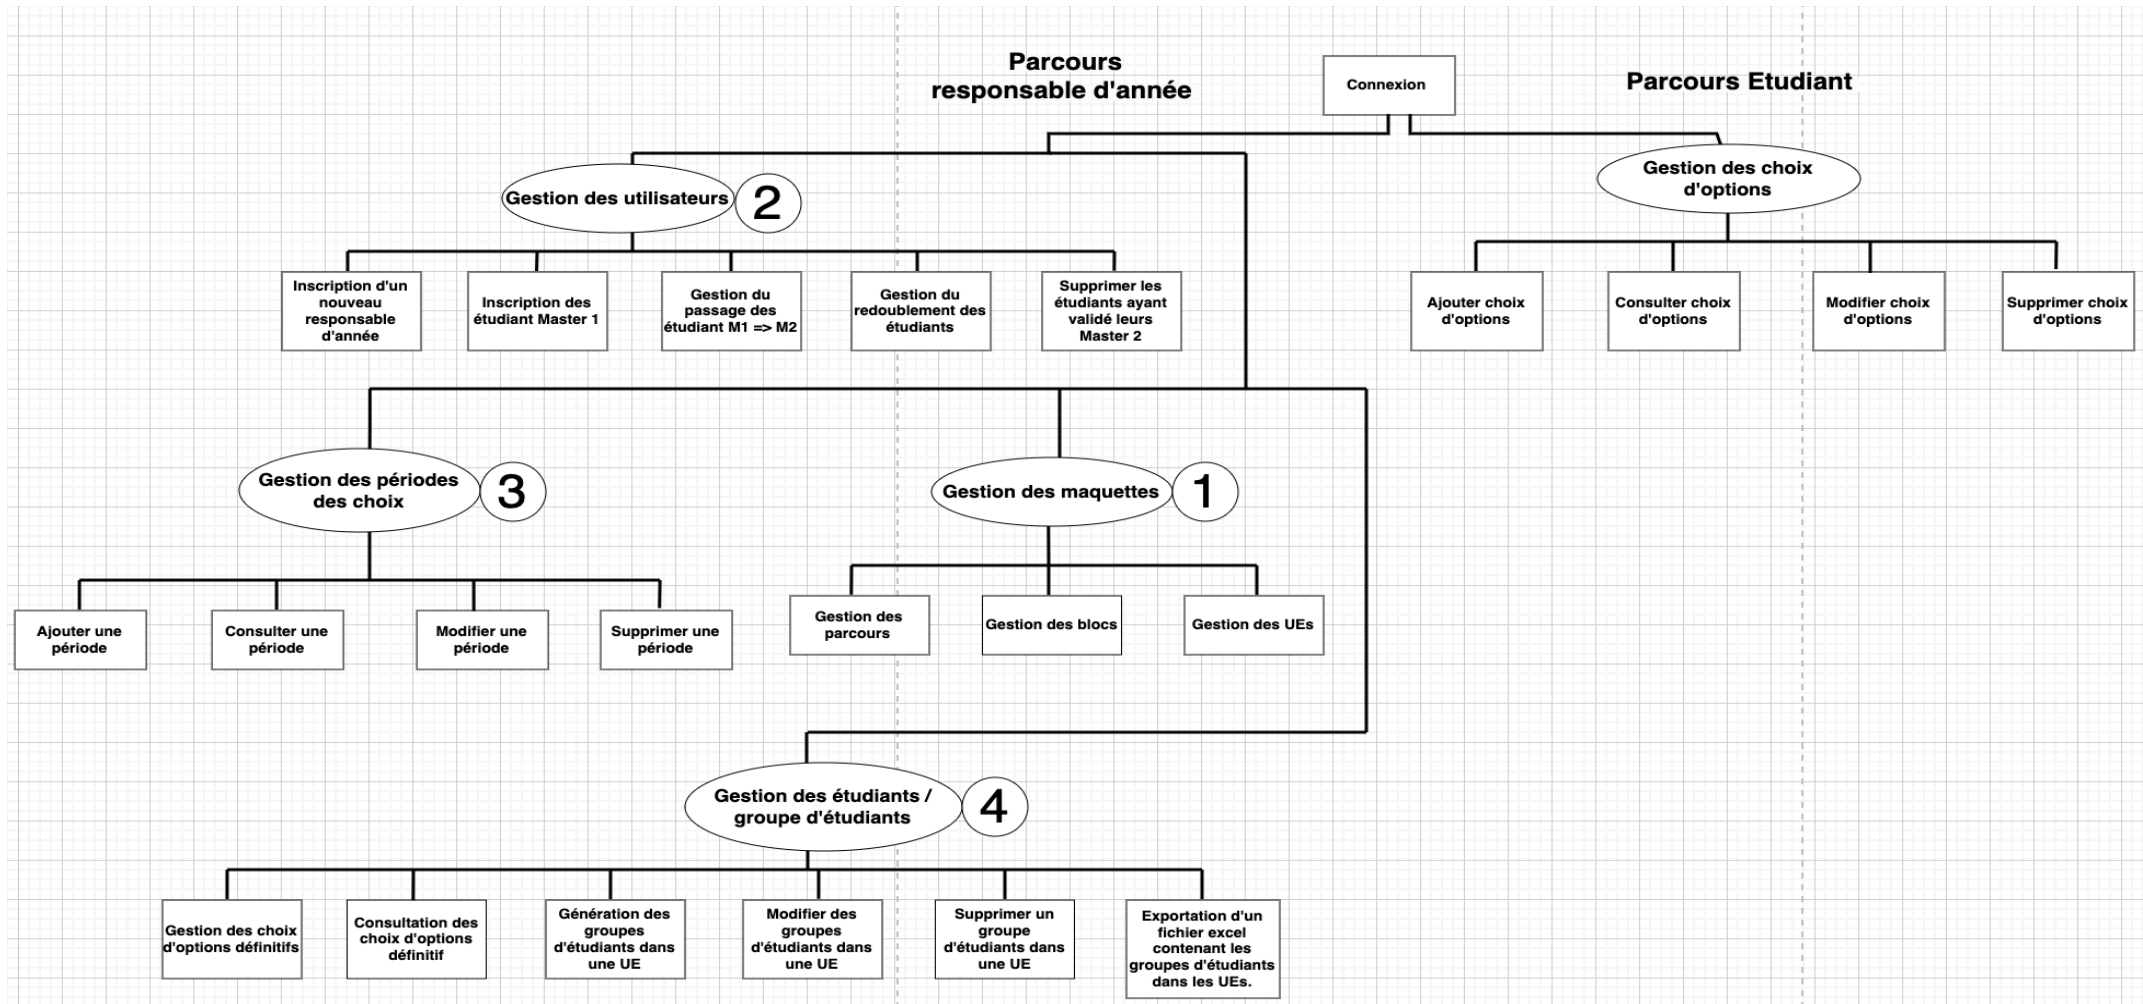 Parcours
responsable d'année
Connexion
Parcours Etudiant
Gestion des utilisateurs
2
Gestion des choix
d'options
Inscription d'un
nouveau
responsable
d'année
Inscription des
étudiant Master 1
Gestion du
passage des
étudiant M1 => M2
Gestion du
redoublement des
étudiants
Supprimer les
étudiants ayant
validé leurs
Master 2
Ajouter choix
d'options
Consulter choix
d'options
Modifier choix
d'options
Supprimer choix
d'options
Gestion des périodes
des choix
3
Gestion des maquettes
1
Ajouter une
période
Consulter une
période
Modifier une
période
Supprimer une
période
Gestion des
parcours
Gestion des blocs
Gestion des UEs
Gestion des étudiants /
groupe d'étudiants
4
Gestion des choix
d'options définitifs
Consultation des
choix d'options
définitif
Génération des
groupes
d'étudiants dans
une UE
Modifier des
groupes
d'étudiants dans
une UE
Supprimer un
groupe
d'étudiants dans
une UE
Exportation d'un
fichier excel
contenant les
groupes d'étudiants
dans les UEs.